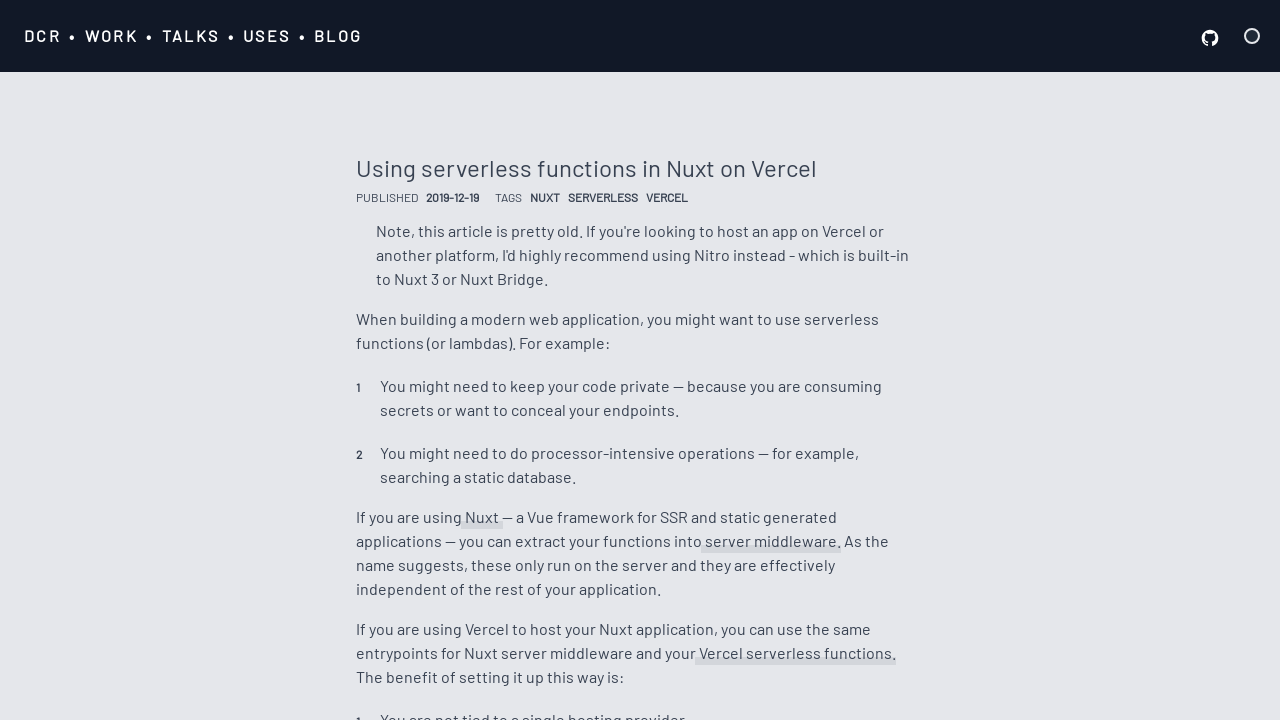 DCR • WORK • TALKS • USES • BLOG
Using serverless functions in Nuxt on Vercel
PUBLISHED 2019-12-19 TAGS NUXT SERVERLESS VERCEL
Note, this article is pretty old. If you're looking to host an app on Vercel or
another platform, I'd highly recommend using Nitro instead - which is built-in
to Nuxt 3 or Nuxt Bridge.
When building a modern web application, you might want to use serverless
functions (or lambdas). For example:
1 You might need to keep your code private — because you are consuming
secrets or want to conceal your endpoints.
2 You might need to do processor-intensive operations — for example,
searching a static database.
If you are using Nuxt — a Vue framework for SSR and static generated
applications — you can extract your functions into server middleware. As the
name suggests, these only run on the server and they are effectively
independent of the rest of your application.
If you are using Vercel to host your Nuxt application, you can use the same
entrypoints for Nuxt server middleware and your Vercel serverless functions.
The benefit of setting it up this way is:
1 You are not tied to a single hosting provider.